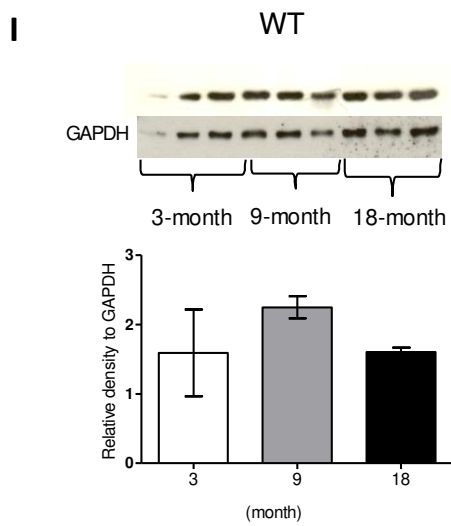 I
WT
GAPDH
3-month 9-month 18-month
Relative density to GAPDH
3
2
1
0
3 9 18
(month)